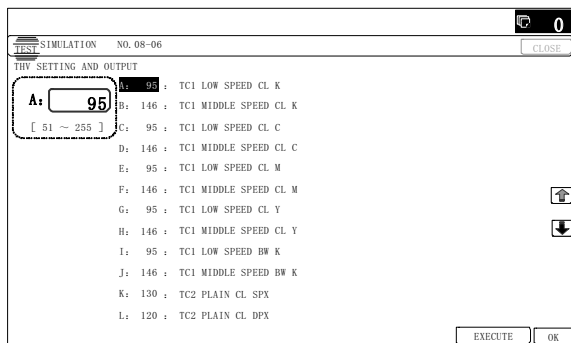 0
TEST SIMULATION NO. 08-06 CLOSE
THV SETTING AND OUTPUT
A: 95
[ 51 ~ 255 ]
A: 95 : TC1 LOW SPEED CL K
B: 146 : TC1 MIDDLE SPEED CL K
C: 95 : TC1 LOW SPEED CL C
D: 146 : TC1 MIDDLE SPEED CL C
E: 95 : TC1 LOW SPEED CL M
F: 146 : TC1 MIDDLE SPEED CL M
G: 95 : TC1 LOW SPEED CL Y
H: 146 : TC1 MIDDLE SPEED CL Y
I: 95 : TC1 LOW SPEED BW K
J: 146 : TC1 MIDDLE SPEED BW K
K: 130 : TC2 PLAIN CL SPX
L: 120 : TC2 PLAIN CL DPX
EXECUTE OK